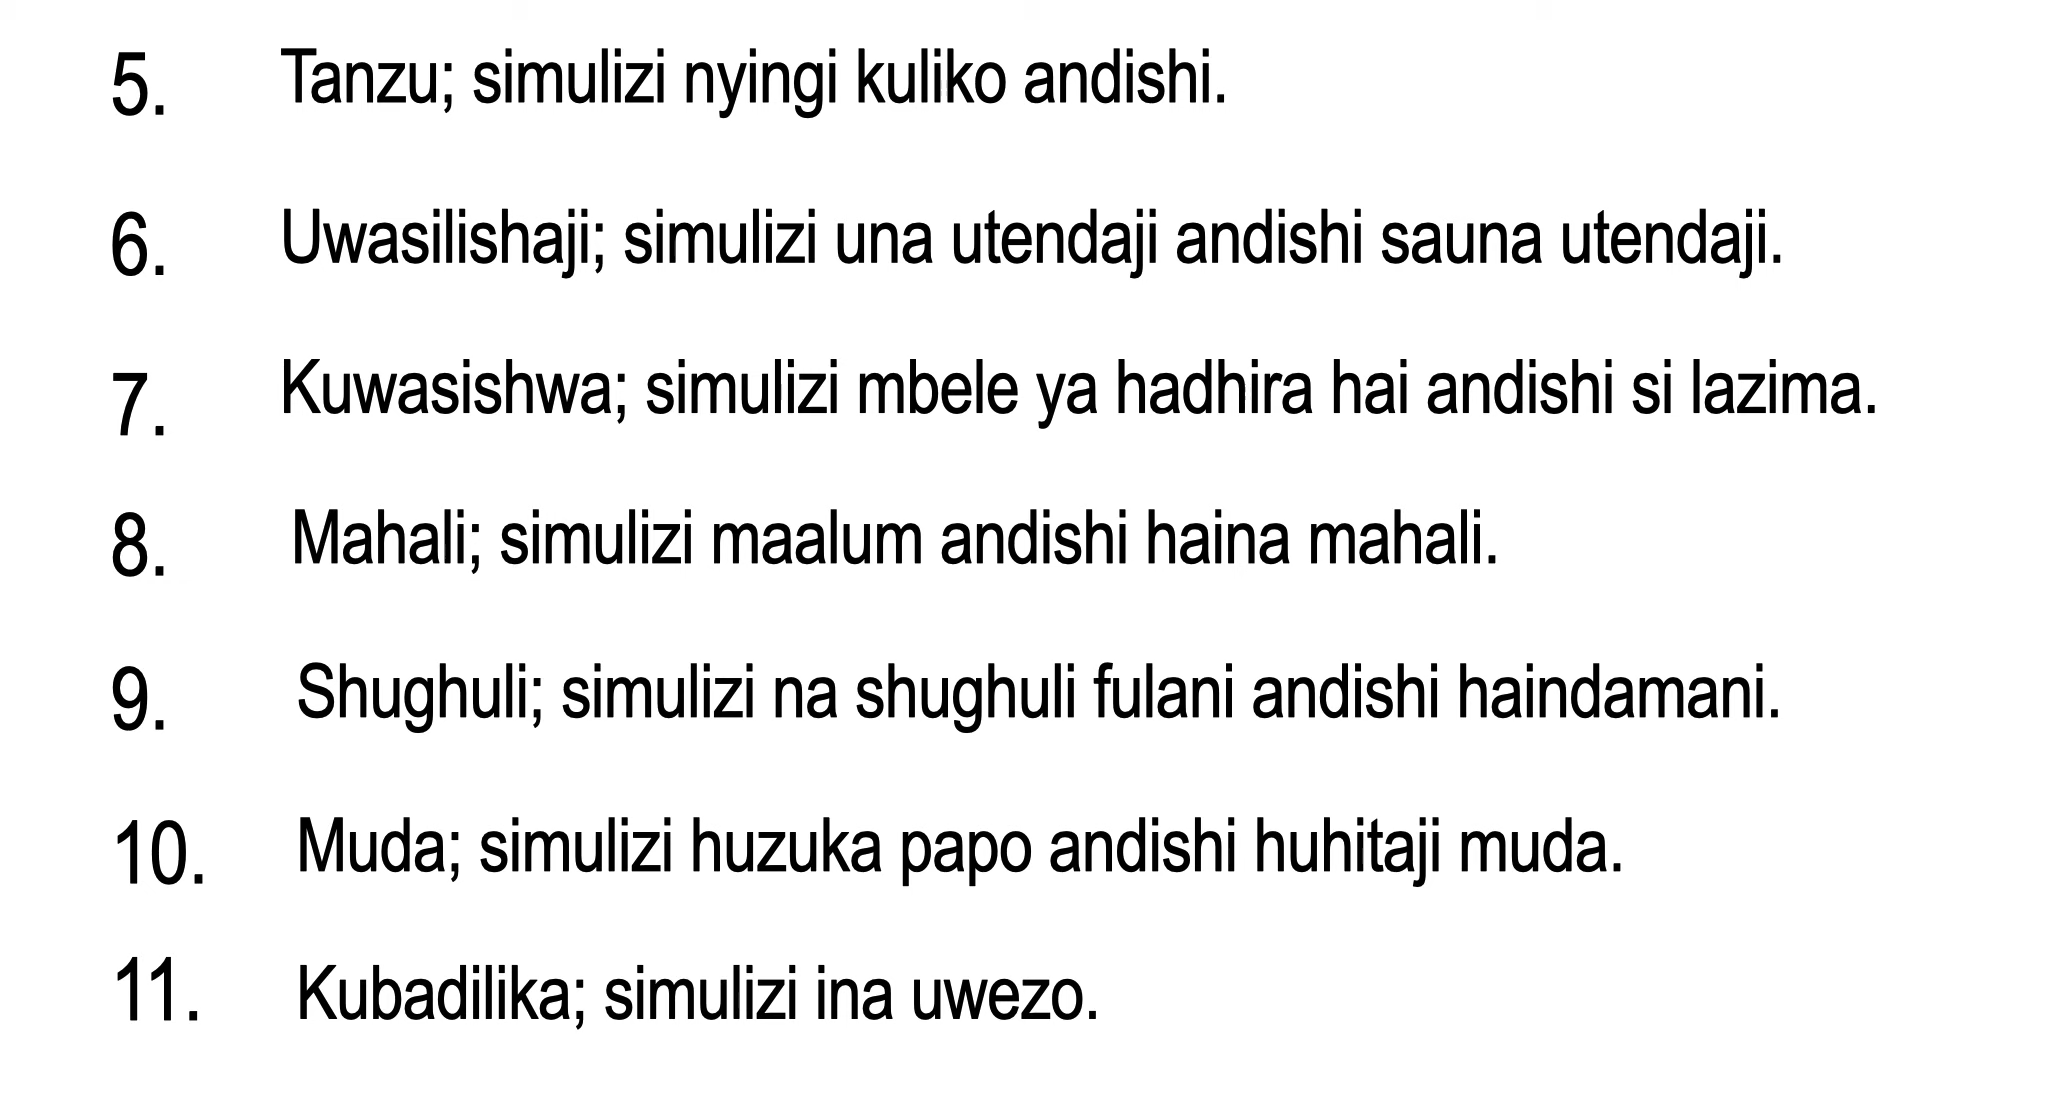 5. Tanzu; simulizi nyingi kuliko andishi.
6. Uwasilishaji; simulizi una utendaji andishi sauna utendaji.
7. Kuwasishwa; simulizi mbele ya hadhira hai andishi si lazima.
8. Mahali; simulizi maalum andishi haina mahali.
9. Shughuli; simulizi na shughuli fulani andishi haindamani.
10. Muda; simulizi huzuka papo andishi huhitaji muda.
11. Kubadilika; simulizi ina uwezo.